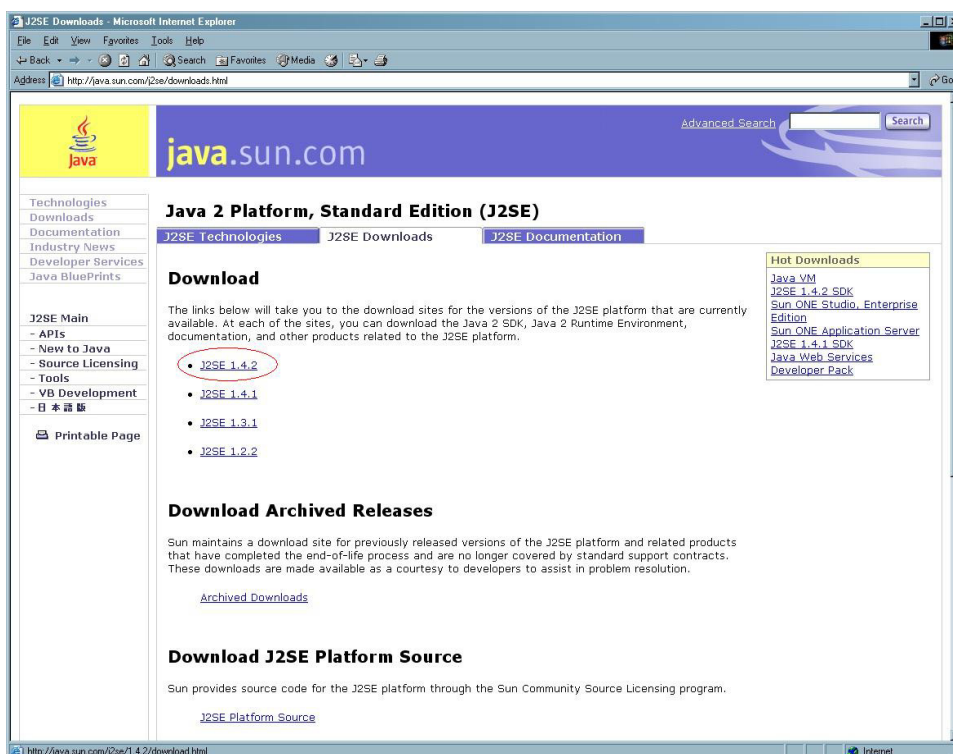 J2SE Downloads - Microsoft Internet Explorer
File Edit View Favorites Tools Help
Back Search Favorites Media
Address http://java.sun.com/j2se/downloads.html Go
Java
java.sun.com
Advanced Search Search
Technologies
Downloads
Documentation
Industry News
Developer Services
Java BluePrints
J2SE Main
- APIs
- New to Java
- Source Licensing
- Tools
- VB Development
- 日本語版
Printable Page
Java 2 Platform, Standard Edition (J2SE)
J2SE Technologies J2SE Downloads J2SE Documentation
Download
The links below will take you to the download sites for the versions of the J2SE platform that are currently
available. At each of the sites, you can download the Java 2 SDK, Java 2 Runtime Environment,
documentation, and other products related to the J2SE platform.
• J2SE 1.4.2
• J2SE 1.4.1
• J2SE 1.3.1
• J2SE 1.2.2
Download Archived Releases
Sun maintains a download site for previously released versions of the J2SE platform and related products
that have completed the end-of-life process and are no longer covered by standard support contracts.
These downloads are made available as a courtesy to developers to assist in problem resolution.
Archived Downloads
Download J2SE Platform Source
Sun provides source code for the J2SE platform through the Sun Community Source Licensing program.
J2SE Platform Source
Hot Downloads
Java VM
J2SE 1.4.2 SDK
Sun ONE Studio, Enterprise
Edition
Sun ONE Application Server
J2SE 1.4.1 SDK
Java Web Services
Developer Pack
http://java.sun.com/j2se/1.4.2/download.html Internet